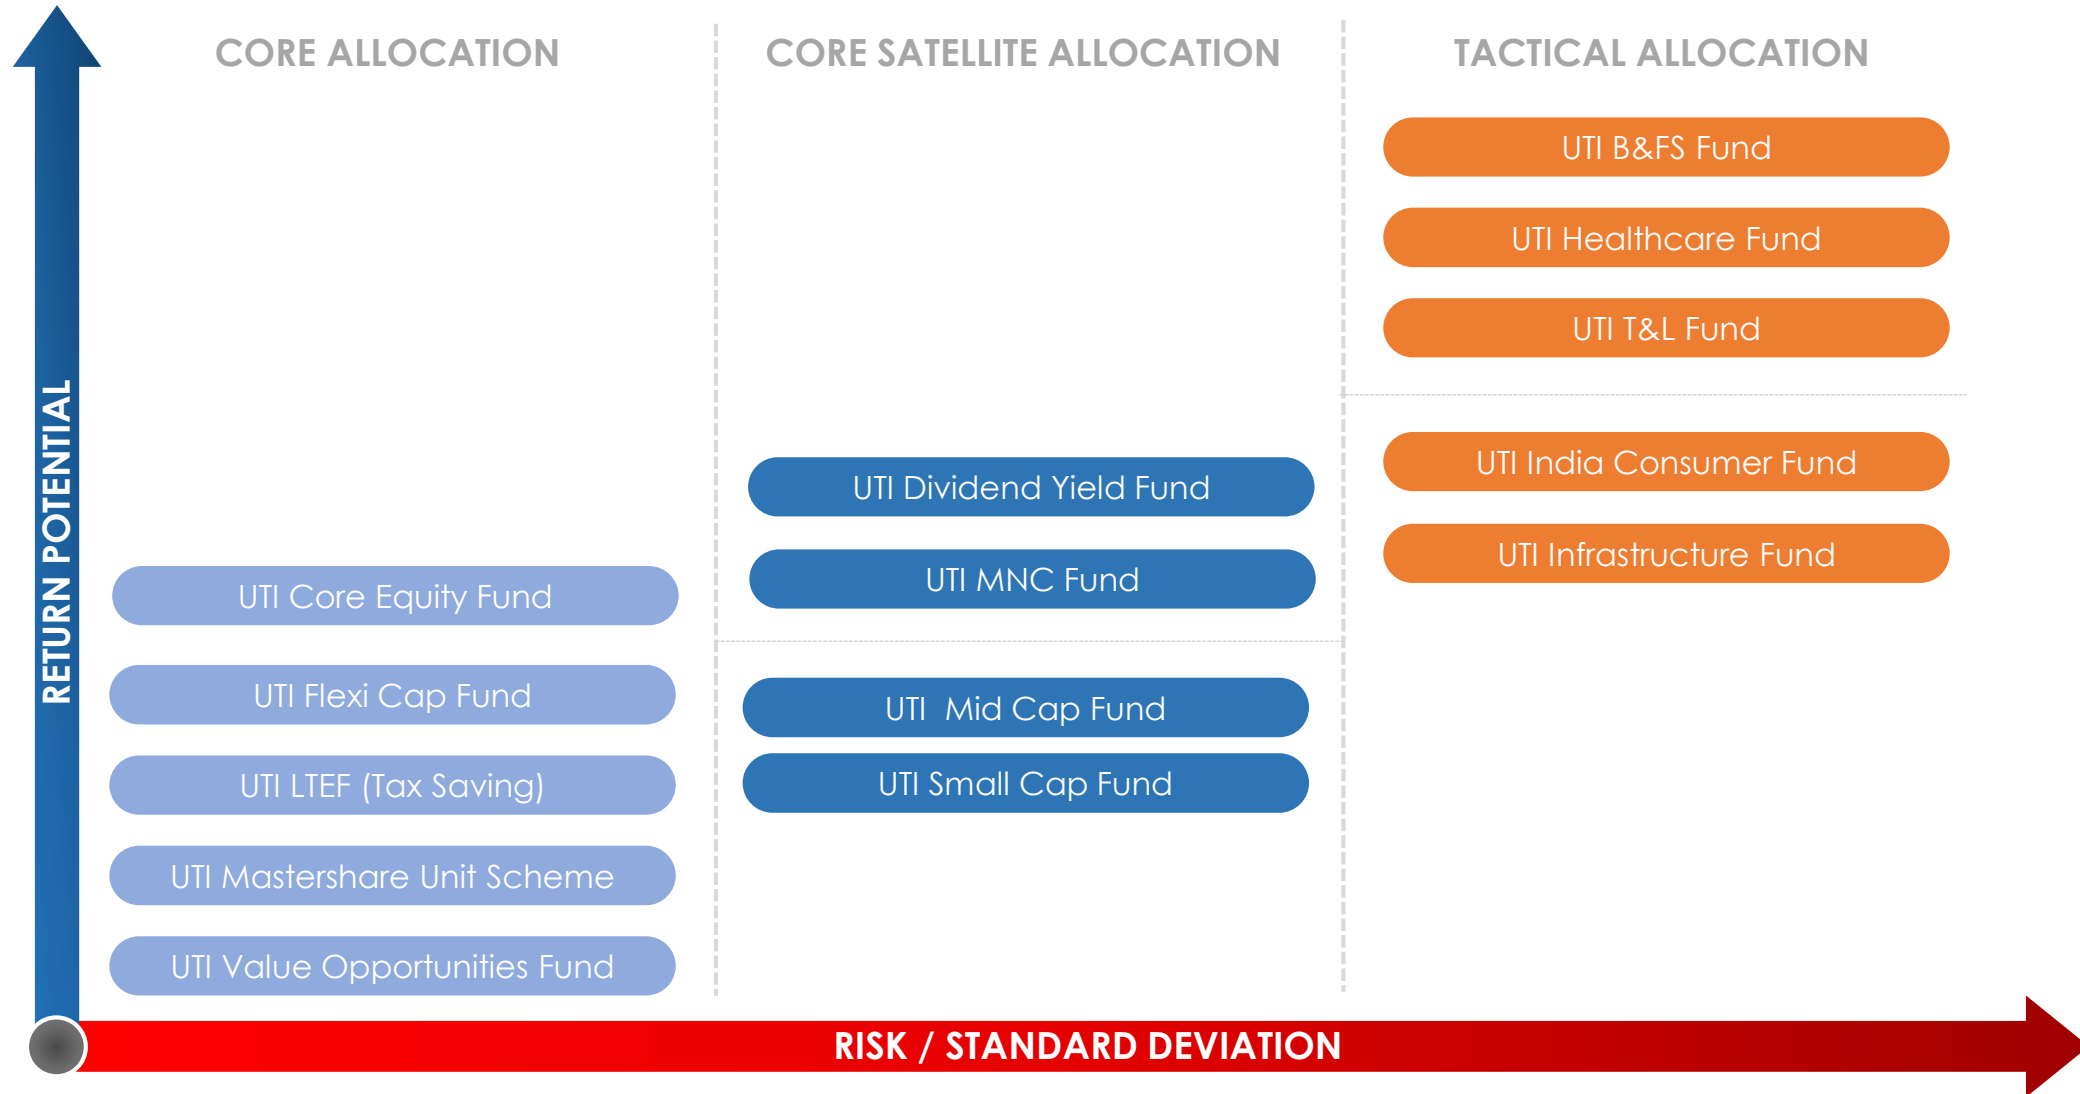 CORE ALLOCATION
CORE SATELLITE ALLOCATION
TACTICAL ALLOCATION
RETURN POTENTIAL
UTI Core Equity Fund
UTI Flexi Cap Fund
UTI LTEF (Tax Saving)
UTI Mastershare Unit Scheme
UTI Value Opportunities Fund
UTI Dividend Yield Fund
UTI MNC Fund
UTI  Mid Cap Fund
UTI Small Cap Fund
UTI B&FS Fund
UTI Healthcare Fund
UTI T&L Fund
UTI India Consumer Fund
UTI Infrastructure Fund
RISK / STANDARD DEVIATION